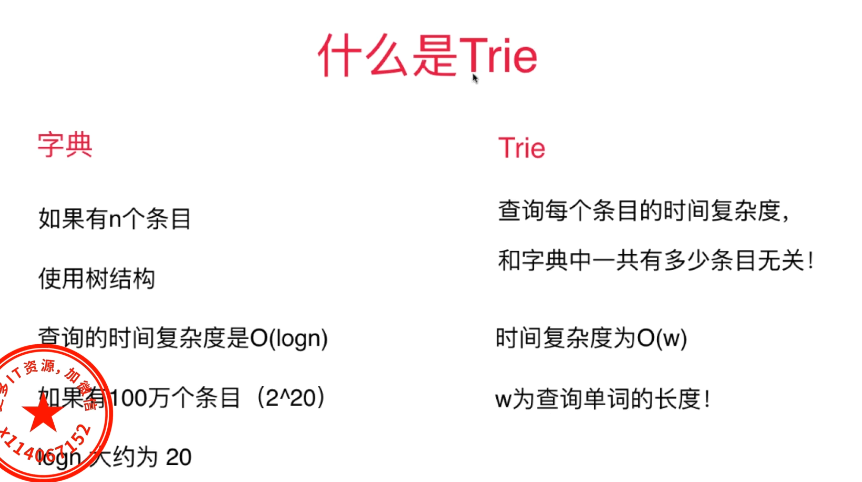 什么是Trie
字典
如果有n个条目
使用树结构
查询的时间复杂度是O(logn)
如果有100万个条目（2^20）
logn 大约为 20
Trie
查询每个条目的时间复杂度，
和字典中一共有多少条目无关！
时间复杂度为O(w)
w为查询单词的长度！
多IT资源，加微信
x114067152